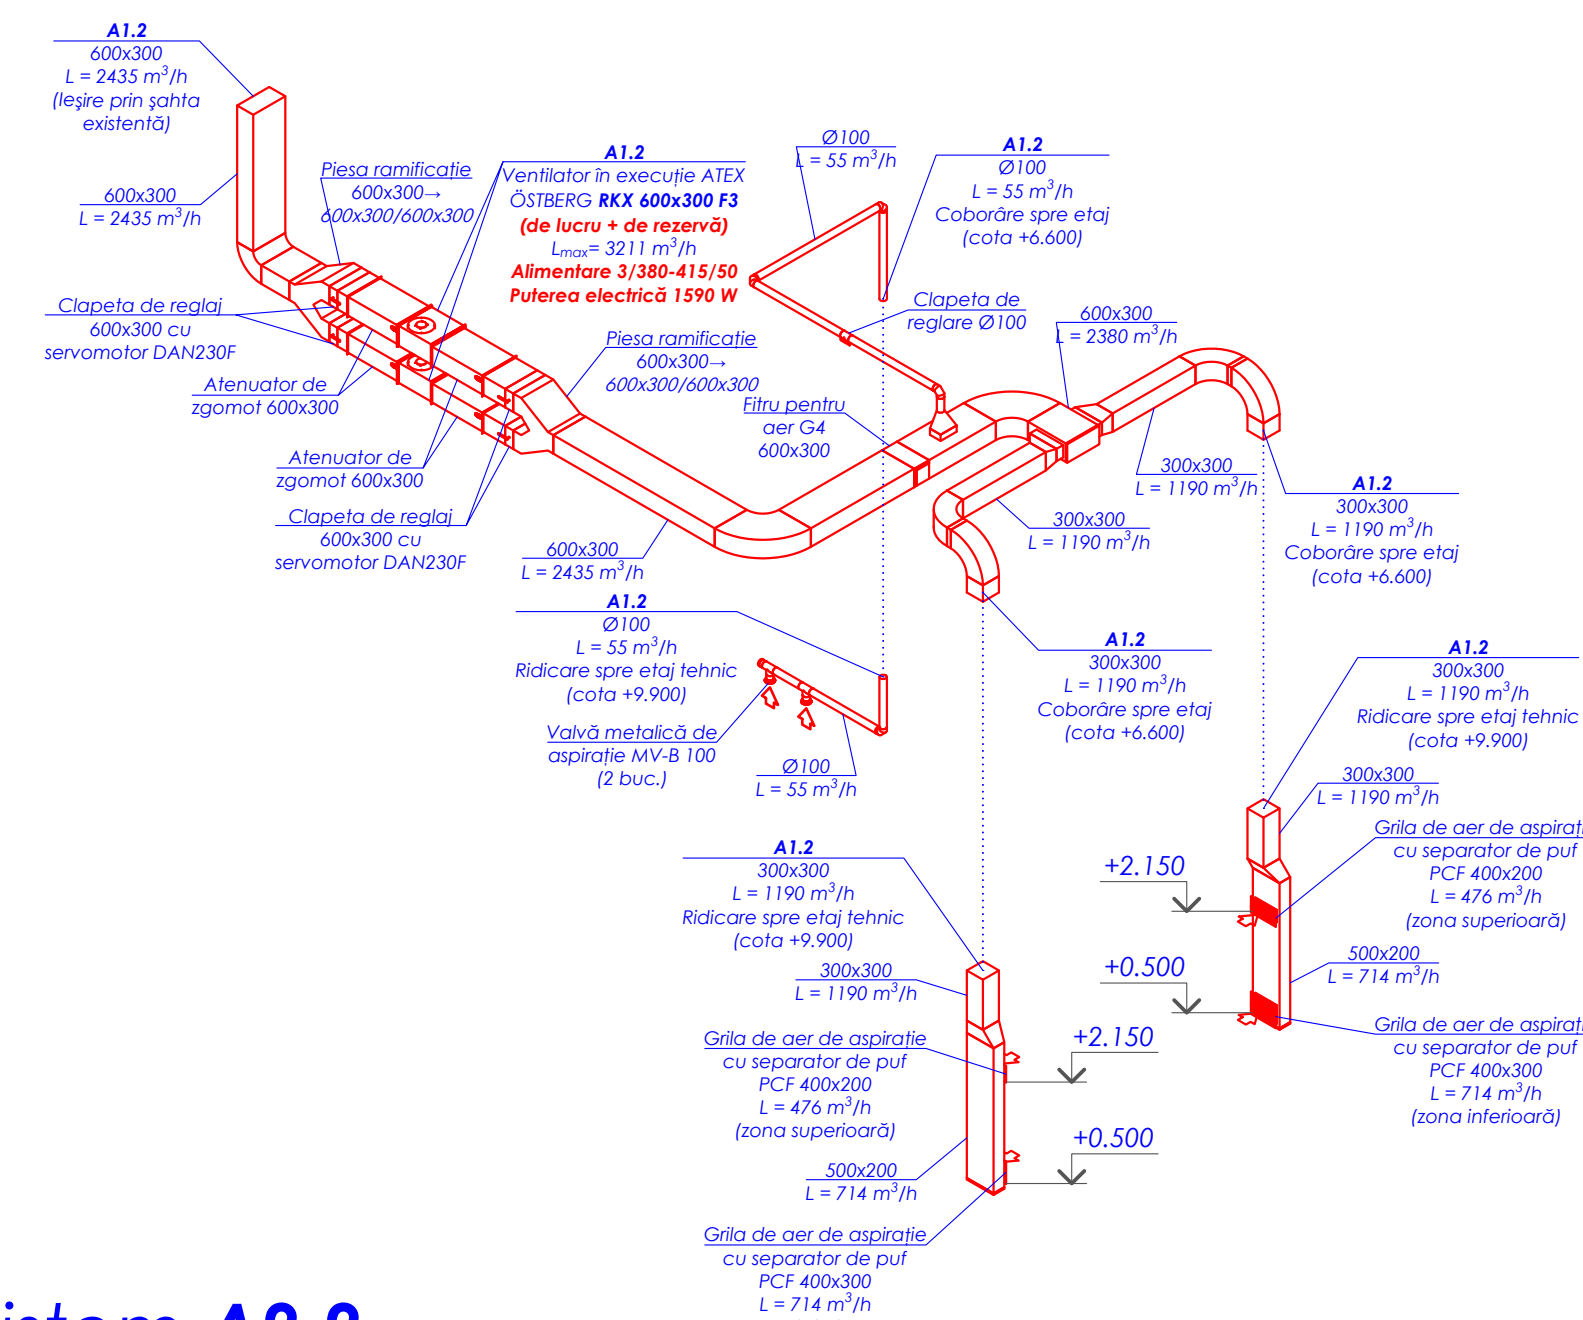 A1.2
600x300
L = 2435 m³/h
(Ieşire prin şahta
existentă)
600x300
L = 2435 m³/h
Piesa ramificație
600x300→
600x300/600x300
A1.2
Ventilator în execuție ATEX
ÖSTBERG RKX 600x300 F3
(de lucru + de rezervă)
Lmax= 3211 m³/h
Alimentare 3/380-415/50
Puterea electrică 1590 W
Ø100
L = 55 m³/h
A1.2
Ø100
L = 55 m³/h
Coborâre spre etaj
(cota +6.600)
Clapeta de reglaj
600x300 cu
servomotor DAN230F
Atenuator de
zgomot 600x300
Atenuator de
zgomot 600x300
Clapeta de reglaj
600x300 cu
servomotor DAN230F
Piesa ramificație
600x300→
600x300/600x300
Clapeta de
reglare Ø100
600x300
L = 2380 m³/h
Fitru pentru
aer G4
600x300
300x300
L = 1190 m³/h
300x300
L = 1190 m³/h
A1.2
300x300
L = 1190 m³/h
Coborâre spre etaj
(cota +6.600)
600x300
L = 2435 m³/h
A1.2
Ø100
L = 55 m³/h
Ridicare spre etaj tehnic
(cota +9.900)
Valvă metalică de
aspirație MV-B 100
(2 buc.)
Ø100
L = 55 m³/h
A1.2
300x300
L = 1190 m³/h
Coborâre spre etaj
(cota +6.600)
A1.2
300x300
L = 1190 m³/h
Ridicare spre etaj tehnic
(cota +9.900)
300x300
L = 1190 m³/h
Grila de aer de aspirați
cu separator de puf
PCF 400x200
L = 476 m³/h
(zona superioară)
+2.150
+0.500
500x200
L = 714 m³/h
Grila de aer de aspirați
cu separator de puf
PCF 400x300
L = 714 m³/h
(zona inferioară)
A1.2
300x300
L = 1190 m³/h
Ridicare spre etaj tehnic
(cota +9.900)
300x300
L = 1190 m³/h
Grila de aer de aspirație
cu separator de puf
PCF 400x200
L = 476 m³/h
(zona superioară)
+2.150
+0.500
500x200
L = 714 m³/h
Grila de aer de aspirație
cu separator de puf
PCF 400x300
L = 714 m³/h